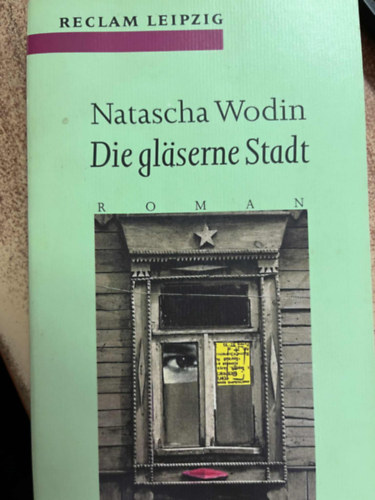 RECLAM LEIPZIG
Natascha Wodin
Die gläserne Stadt
ROMAN